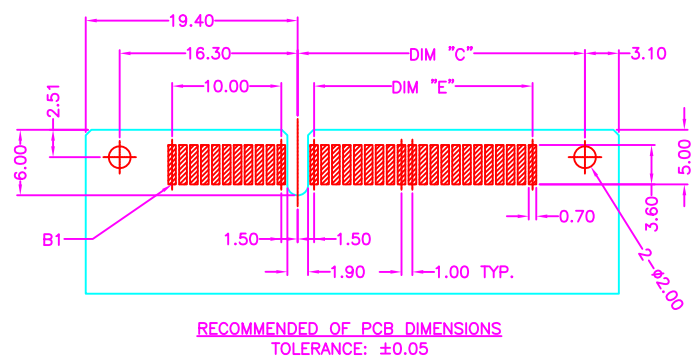 19.40
16.30
DIM "C"
3.10
10.00
DIM "E"
2.51
6.00
5.00
3.60
B1
0.70
1.50
1.50
1.90
1.00 TYP.
2-ø2.00
RECOMMENDED OF PCB DIMENSIONS
TOLERANCE: ±0.05